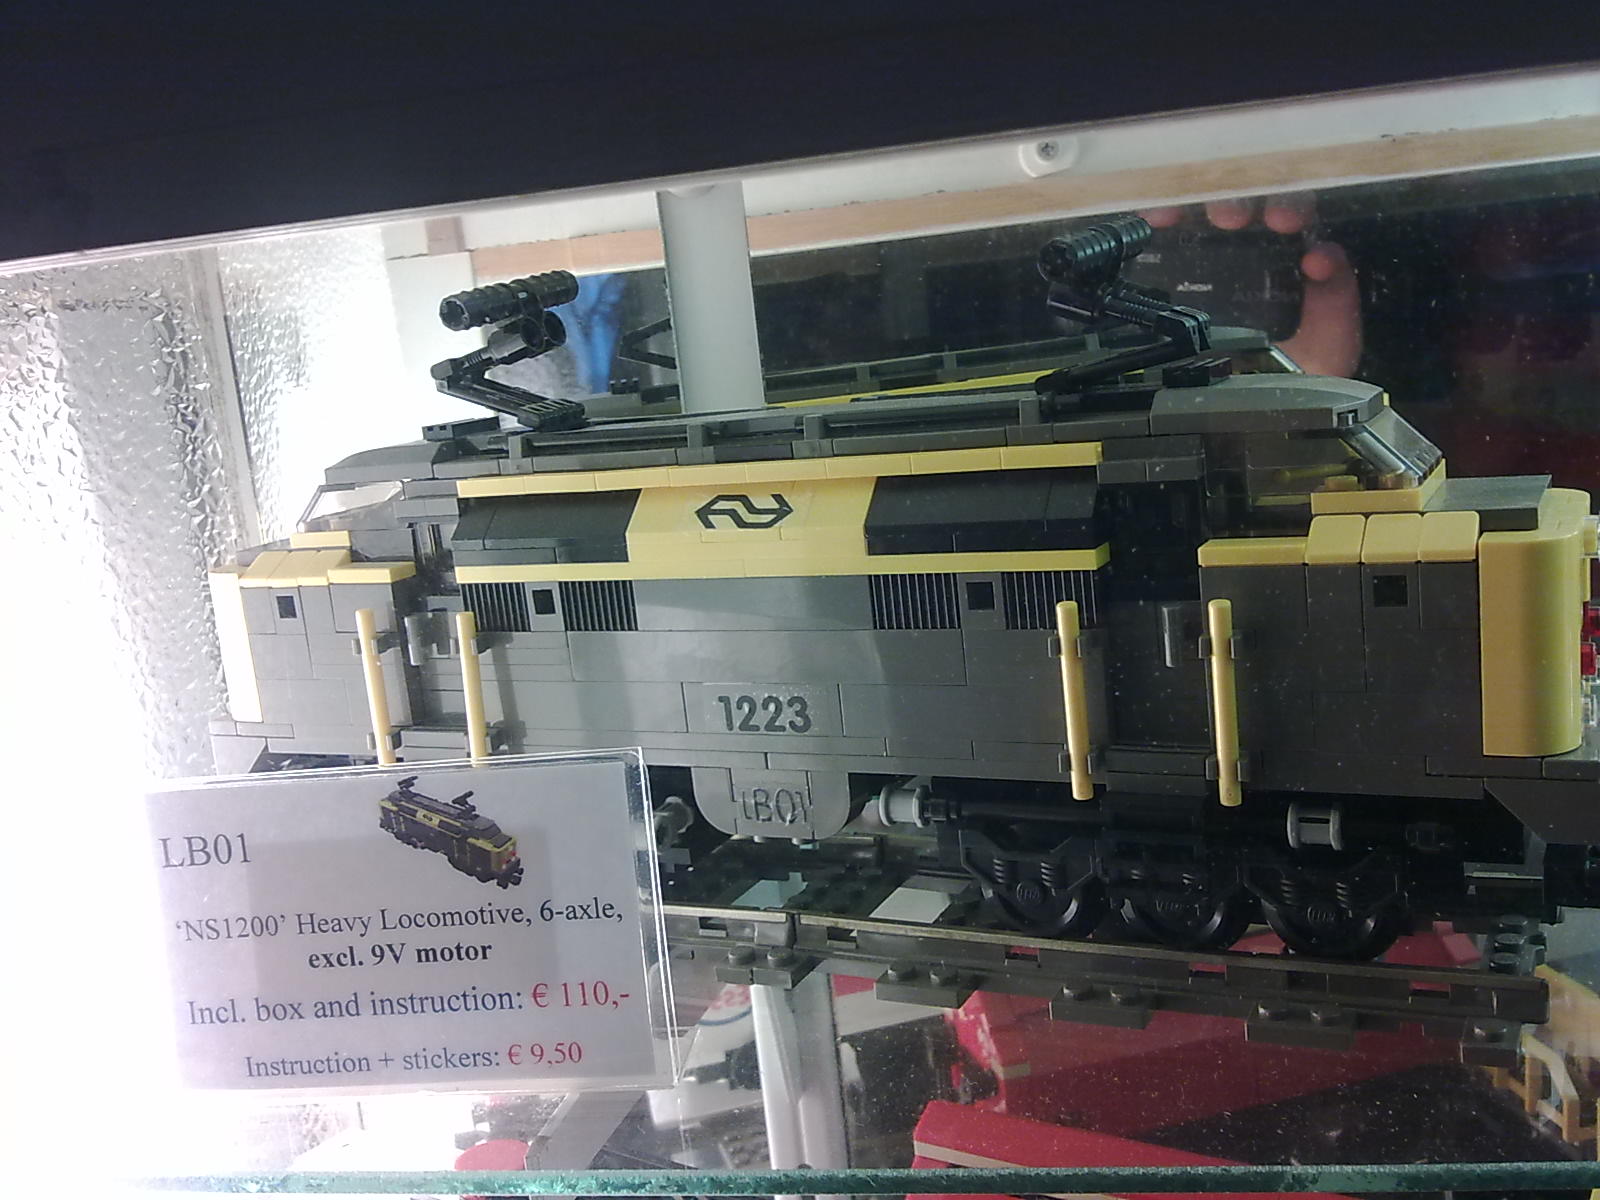 NOKIA
1223
LB01
LB01
‘NS1200’ Heavy Locomotive, 6-axle,
excl. 9V motor
Incl. box and instruction: € 110,-
Instruction + stickers: € 9,50